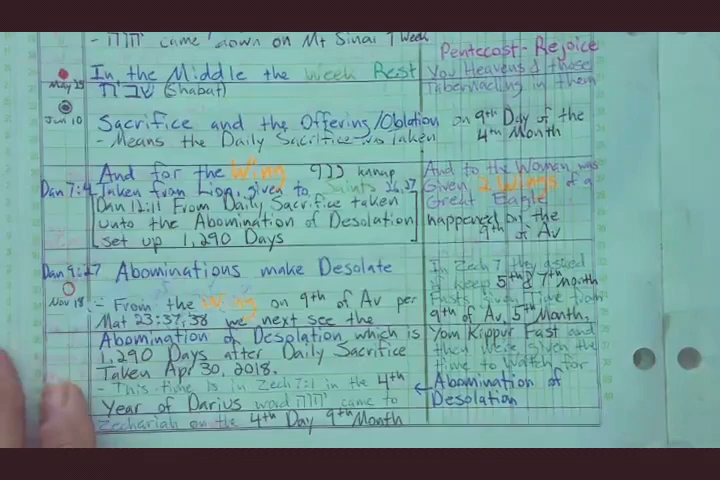 - יהוה came down on Mt Sinai 1 Week
Pentecost - Rejoice
In the Middle the Week Rest
You Heavens & those
May 25
שבית (Shabat)
Tabernacling in them
Jun 10
Sacrifice and the Offering/Oblation on 9th Day of the
- Means the Daily Sacrifice was taken
4th Month
And for the Wing כנף kanap
And to the Woman was
Dan 7:4 Taken from Lion, given to Saints
Given 2 Wings of a
Dan 12:11 From Daily Sacrifice taken
Great Eagle
unto the Abomination of Desolation
happened on the
set up 1,290 Days
9th of Av
Dan 9:27 Abominations make Desolate
In Zech 7 they asked
if keep 5th & 7th month
Nov 18
- From the Wing on 9th of Av per
Fasts given Time from
Mat 23:37,38 we next see the
9th of Av, 5th Month,
Abomination of Desolation which is
Yom Kippur Fast and
1,290 Days after Daily Sacrifice
they were given the
Taken Apr 30, 2018.
time to Watch for
- This time is in Zech 7:1 in the 4th
Abomination of
Year of Darius word יהוה came to
Desolation
Zechariah on the 4th Day 9th Month